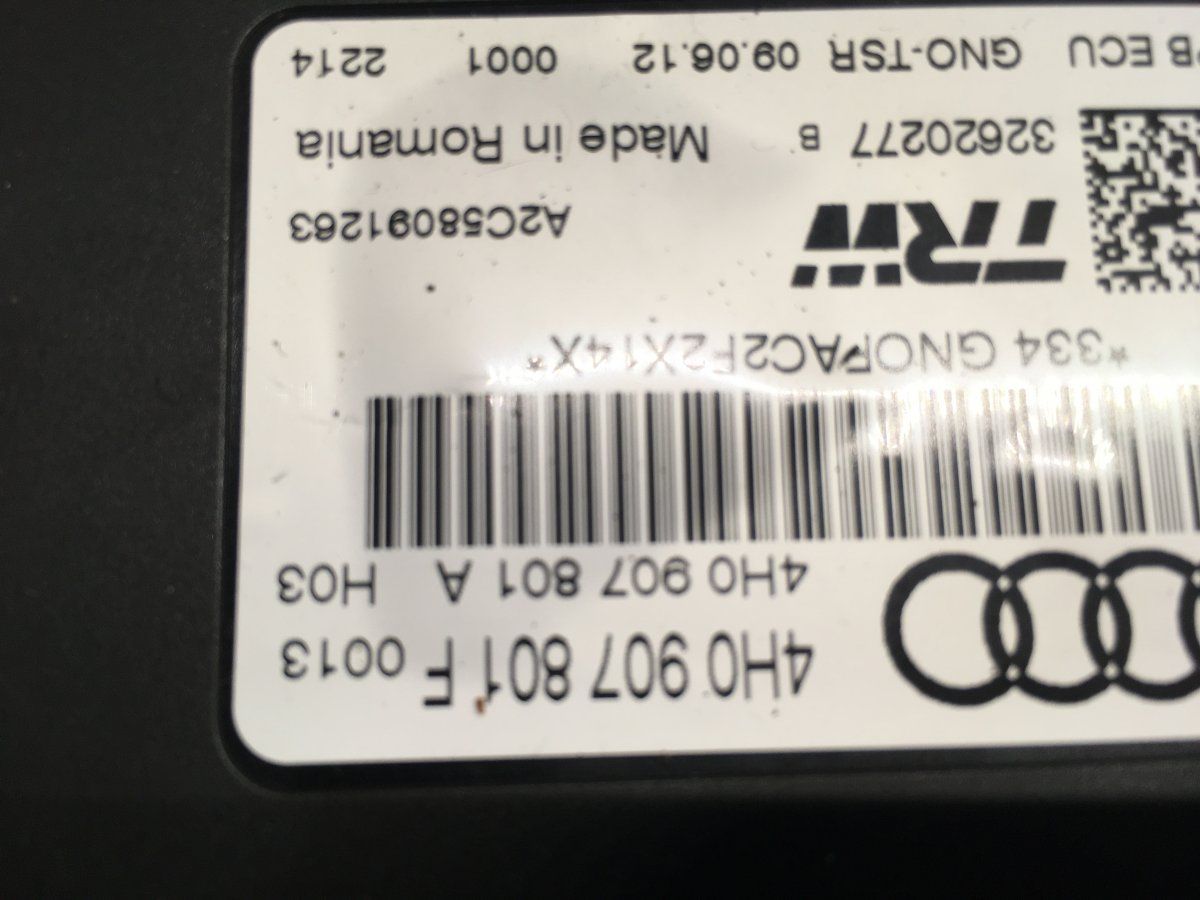 4H0 907 801 F 0013
4H0 907 801 A H03
*334 GNOFAC2F2X14X*
TRW A2C58091263
32620277 B Made in Romania
B ECU GNO-TSR 09.06.12 0001 2214